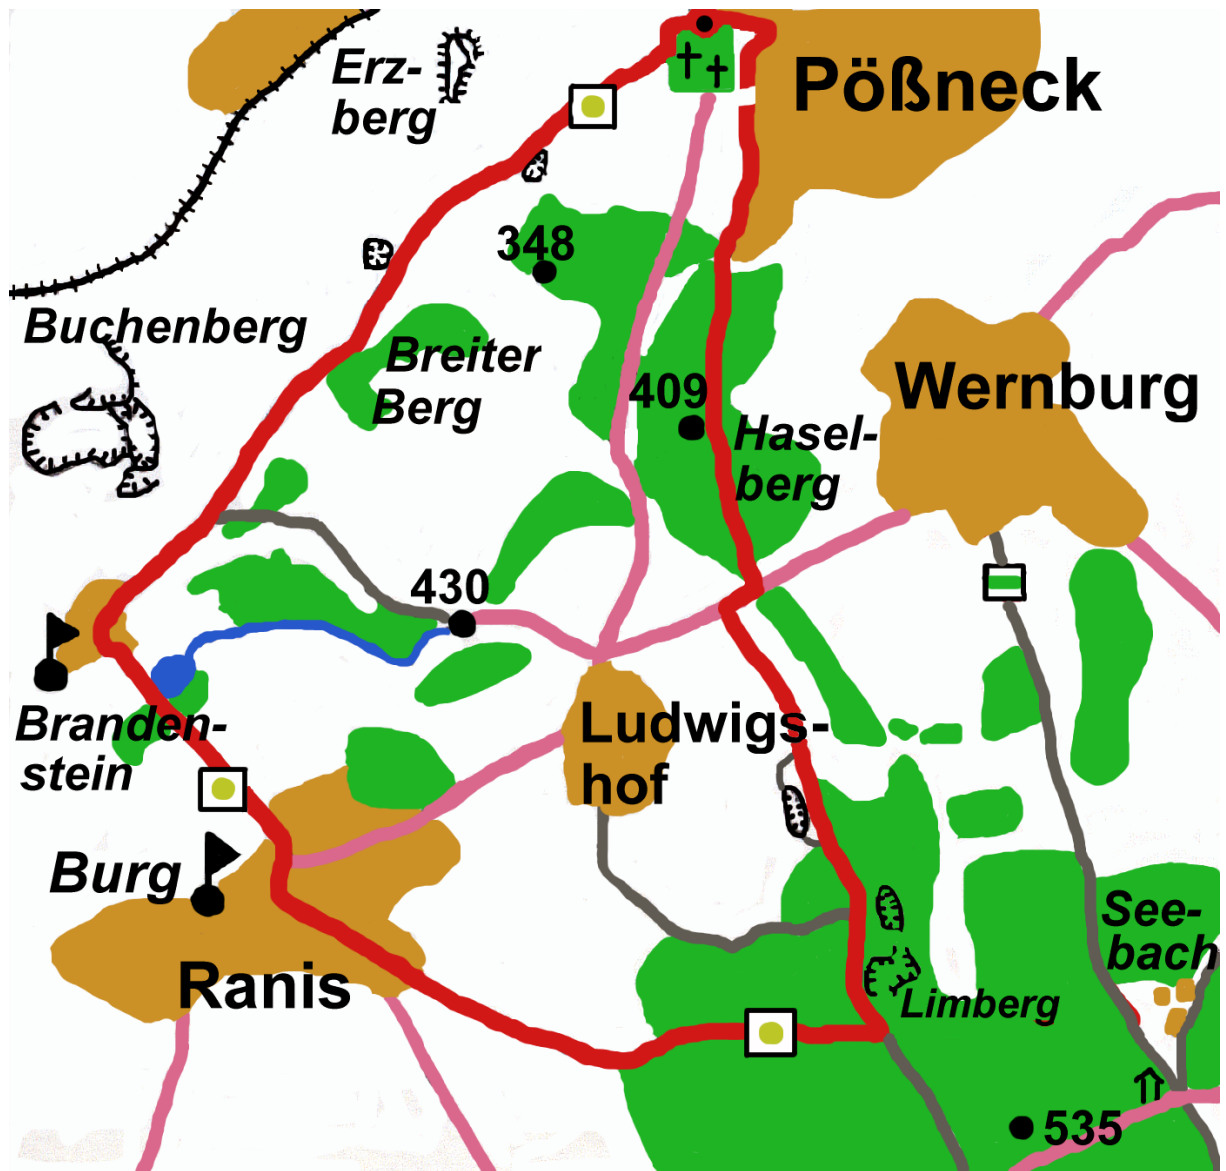 Erz-
berg
Pößneck
348
Buchenberg
Breiter
Berg
409
Hasel-
berg
Wernburg
430
Branden-
stein
Ludwigs-
hof
Burg
Ranis
See-
bach
Limberg
535